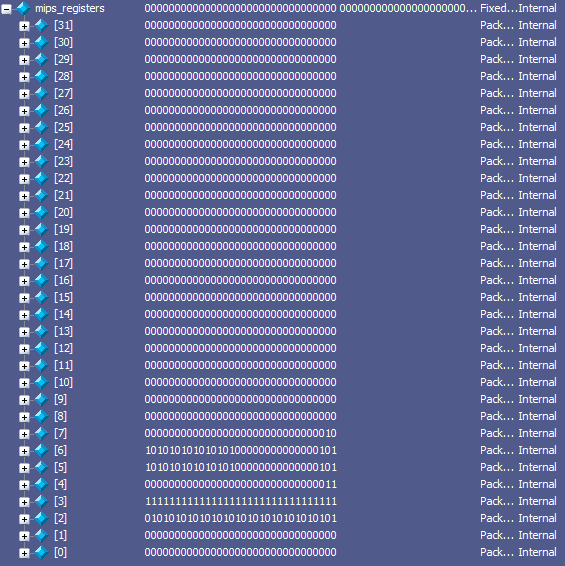 mips_registers 00000000000000000000000000000000 000000000000000000000... Fixed... Internal
[31] 00000000000000000000000000000000 Pack... Internal
[30] 00000000000000000000000000000000 Pack... Internal
[29] 00000000000000000000000000000000 Pack... Internal
[28] 00000000000000000000000000000000 Pack... Internal
[27] 00000000000000000000000000000000 Pack... Internal
[26] 00000000000000000000000000000000 Pack... Internal
[25] 00000000000000000000000000000000 Pack... Internal
[24] 00000000000000000000000000000000 Pack... Internal
[23] 00000000000000000000000000000000 Pack... Internal
[22] 00000000000000000000000000000000 Pack... Internal
[21] 00000000000000000000000000000000 Pack... Internal
[20] 00000000000000000000000000000000 Pack... Internal
[19] 00000000000000000000000000000000 Pack... Internal
[18] 00000000000000000000000000000000 Pack... Internal
[17] 00000000000000000000000000000000 Pack... Internal
[16] 00000000000000000000000000000000 Pack... Internal
[15] 00000000000000000000000000000000 Pack... Internal
[14] 00000000000000000000000000000000 Pack... Internal
[13] 00000000000000000000000000000000 Pack... Internal
[12] 00000000000000000000000000000000 Pack... Internal
[11] 00000000000000000000000000000000 Pack... Internal
[10] 00000000000000000000000000000000 Pack... Internal
[9] 00000000000000000000000000000000 Pack... Internal
[8] 00000000000000000000000000000000 Pack... Internal
[7] 00000000000000000000000000000010 Pack... Internal
[6] 10101010101010100000000000000101 Pack... Internal
[5] 10101010101010100000000000000101 Pack... Internal
[4] 00000000000000000000000000000011 Pack... Internal
[3] 11111111111111111111111111111111 Pack... Internal
[2] 01010101010101010101010101010101 Pack... Internal
[1] 00000000000000000000000000000000 Pack... Internal
[0] 00000000000000000000000000000000 Pack... Internal